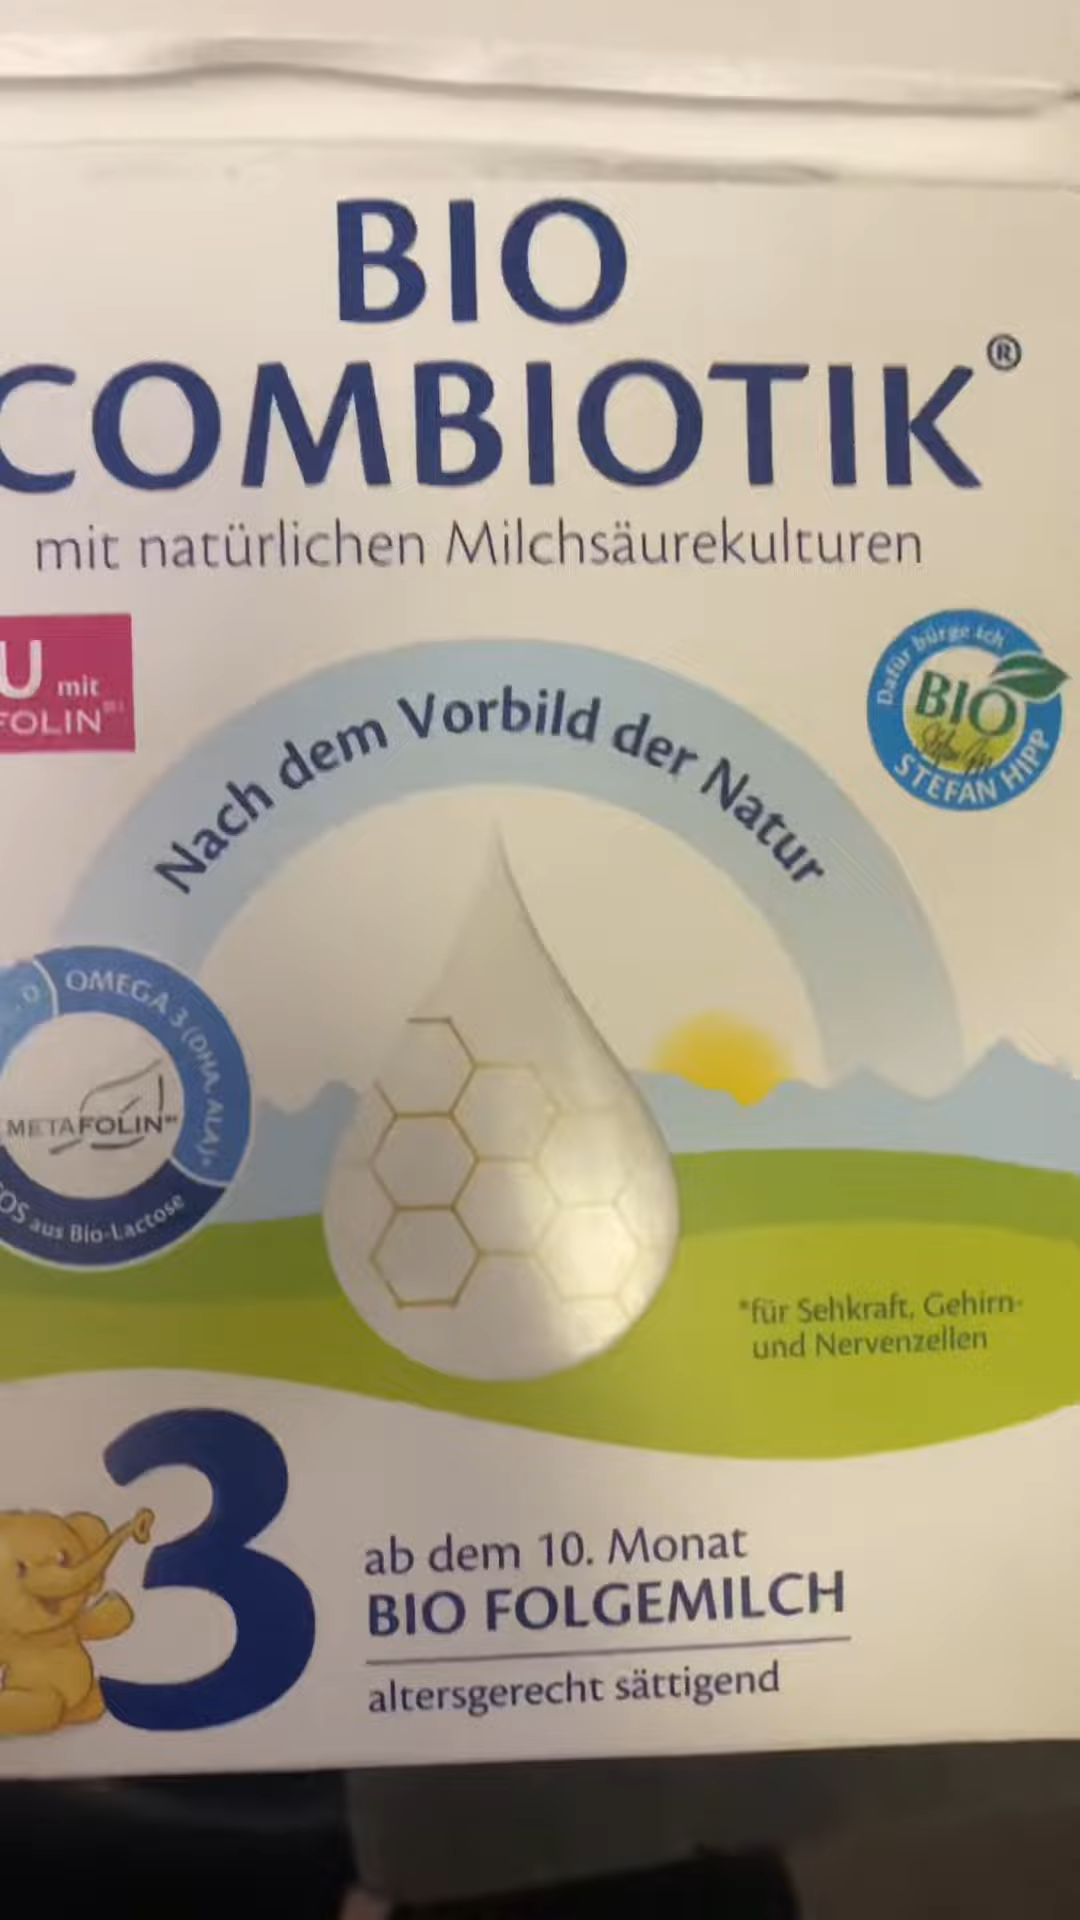 BIO
COMBIOTIK®
mit natürlichen Milchsäurekulturen
U mit
FOLIN
Dafür bürge ich
BIO
STEFAN HIPP
Nach dem Vorbild der Natur
OMEGA 3 (DHA, ALA)*
METAFOLIN
OS aus Bio-Lactose
*für Sehkraft, Gehirn-
und Nervenzellen
3
ab dem 10. Monat
BIO FOLGEMILCH
altersgerecht sättigend